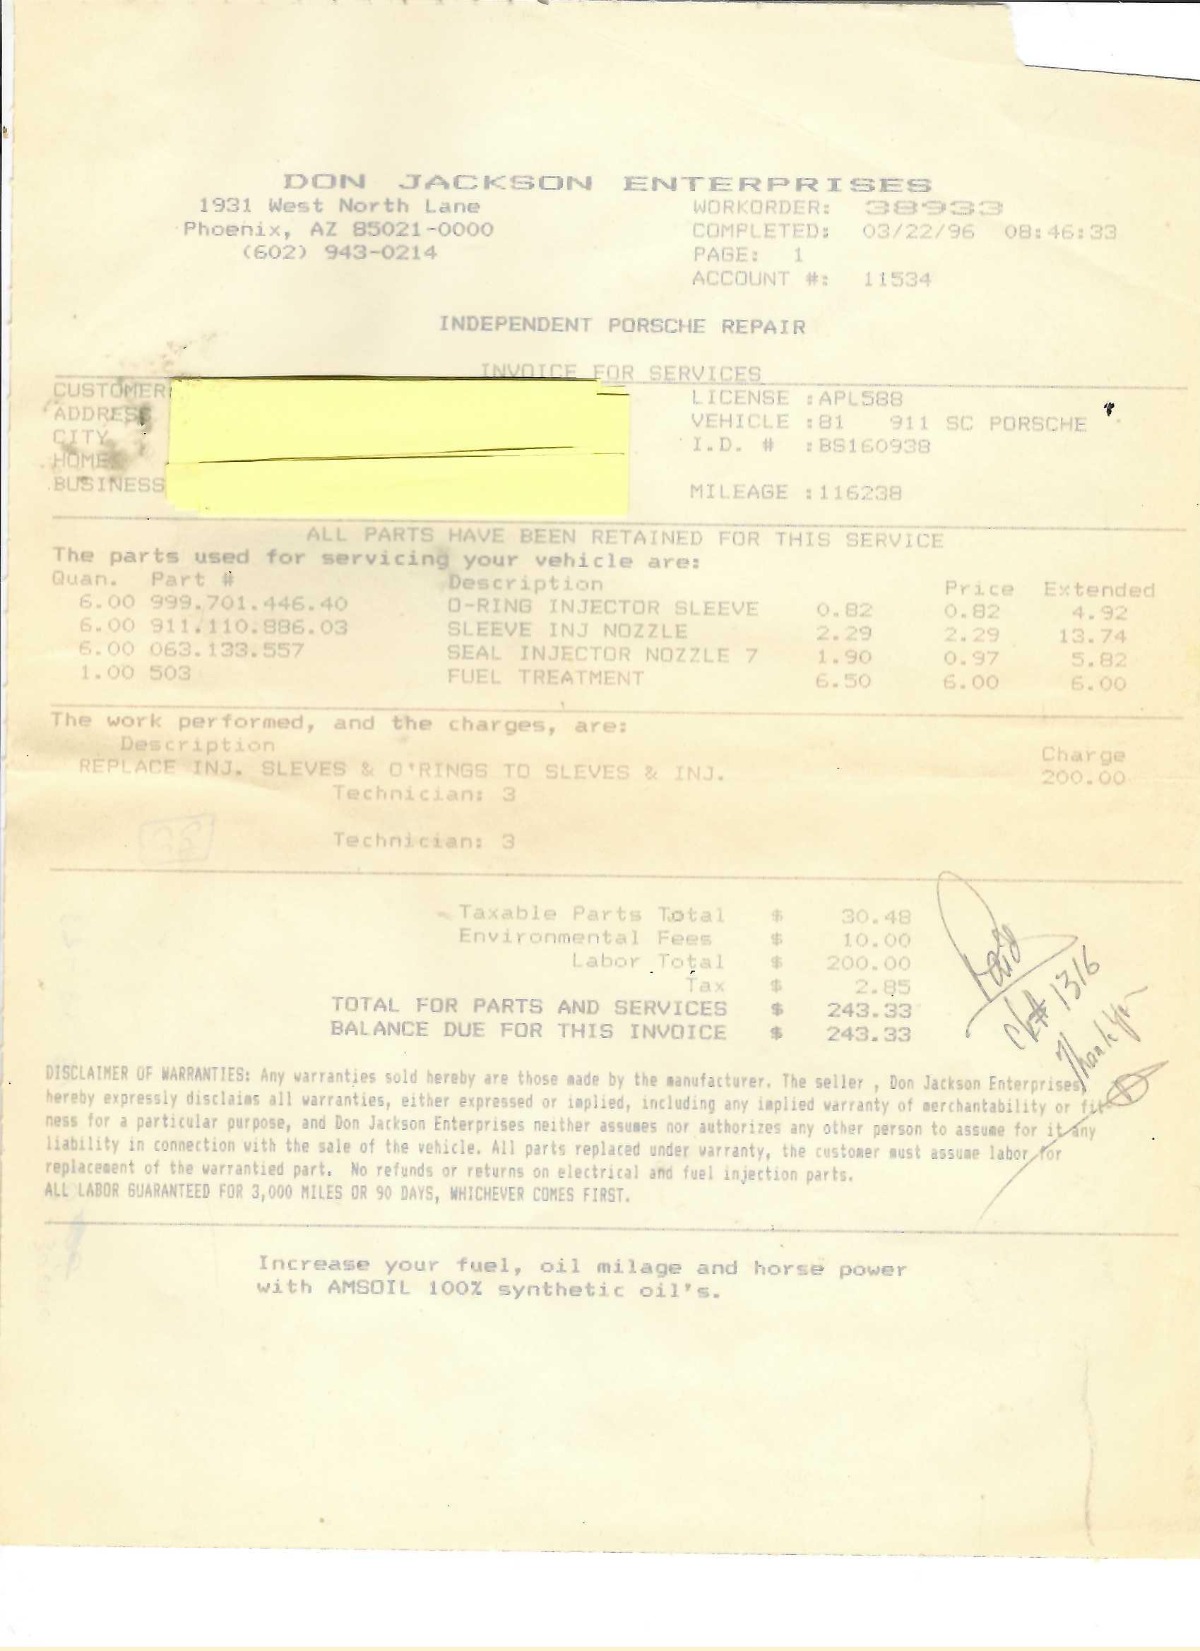 DON JACKSON ENTERPRISES
1931 West North Lane WORKORDER: 38933
Phoenix, AZ 85021-0000 COMPLETED: 03/22/96 08:46:33
(602) 943-0214 PAGE: 1
ACCOUNT #: 11534
INDEPENDENT PORSCHE REPAIR
INVOICE FOR SERVICES
CUSTOMER LICENSE :APL588
ADDRESS VEHICLE :81 911 SC PORSCHE
CITY I.D. # :BS160938
HOME
BUSINESS MILEAGE :116238
ALL PARTS HAVE BEEN RETAINED FOR THIS SERVICE
The parts used for servicing your vehicle are:
Quan. Part # Description Price Extended
6.00 999.701.446.40 O-RING INJECTOR SLEEVE 0.82 0.82 4.92
6.00 911.110.886.03 SLEEVE INJ NOZZLE 2.29 2.29 13.74
6.00 063.133.557 SEAL INJECTOR NOZZLE 7 1.90 0.97 5.82
1.00 503 FUEL TREATMENT 6.50 6.00 6.00
The work performed, and the charges, are:
Description Charge
REPLACE INJ. SLEVES & O'RINGS TO SLEVES & INJ. 200.00
Technician: 3
Technician: 3
Taxable Parts Total $ 30.48
Environmental Fees $ 10.00
Labor Total $ 200.00
Tax $ 2.85
TOTAL FOR PARTS AND SERVICES $ 243.33
BALANCE DUE FOR THIS INVOICE $ 243.33
Paid
ck# 1316
Thank You
DISCLAIMER OF WARRANTIES: Any warranties sold hereby are those made by the manufacturer. The seller , Don Jackson Enterprises,
hereby expressly disclaims all warranties, either expressed or implied, including any implied warranty of merchantability or fit-
ness for a particular purpose, and Don Jackson Enterprises neither assumes nor authorizes any other person to assume for it any
liability in connection with the sale of the vehicle. All parts replaced under warranty, the customer must assume labor for
replacement of the warrantied part. No refunds or returns on electrical and fuel injection parts.
ALL LABOR GUARANTEED FOR 3,000 MILES OR 90 DAYS, WHICHEVER COMES FIRST.
Increase your fuel, oil milage and horse power
with AMSOIL 100% synthetic oil's.